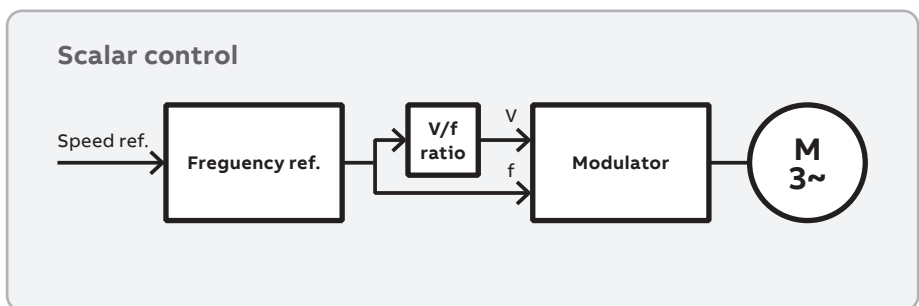 Scalar control
Speed ref.
Freguency ref.
V/f
ratio
V
f
Modulator
M
3~